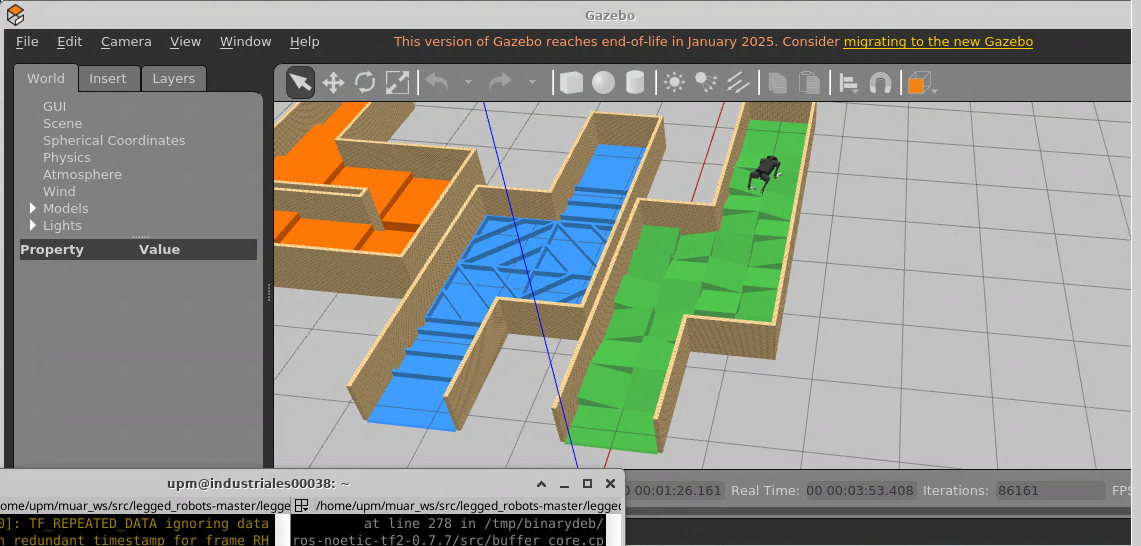 Gazebo
File Edit Camera View Window Help
This version of Gazebo reaches end-of-life in January 2025. Consider migrating to the new Gazebo
World Insert Layers
GUI
Scene
Spherical Coordinates
Physics
Atmosphere
Wind
Models
Lights
Property Value
upm@industriales00038: ~
00:01:26.161 Real Time: 00 00:03:53.408 Iterations: 86161 FPS
ome/upm/muar_ws/src/legged_robots-master/legge /home/upm/muar_ws/src/legged_robots-master/legged
]: TF_REPEATED_DATA ignoring data at line 278 in /tmp/binarydeb/
redundant timestamp for frame RH ros-noetic-tf2-0.7.7/src/buffer_core.cp